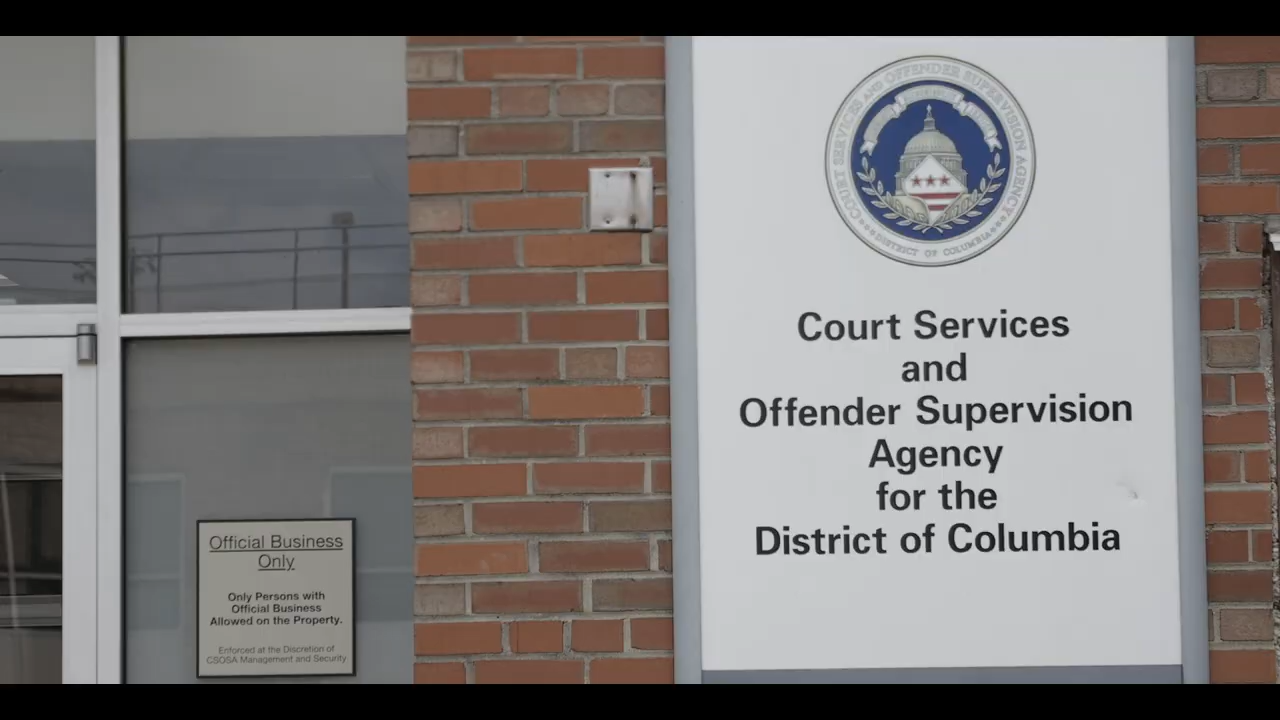 COURT SERVICES AND OFFENDER SUPERVISION AGENCY
DISTRICT OF COLUMBIA
Court Services
and
Offender Supervision
Agency
for the
District of Columbia
Official Business
Only
Only Persons with
Official Business
Allowed on the Property.
Enforced at the Discretion of
CSOSA Management and Security